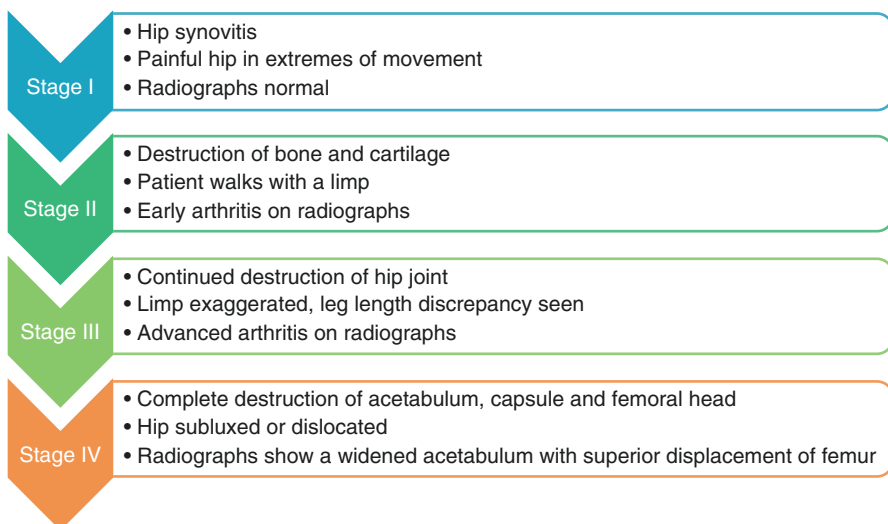 Stage I
• Hip synovitis
• Painful hip in extremes of movement
• Radiographs normal
Stage II
• Destruction of bone and cartilage
• Patient walks with a limp
• Early arthritis on radiographs
Stage III
• Continued destruction of hip joint
• Limp exaggerated, leg length discrepancy seen
• Advanced arthritis on radiographs
Stage IV
• Complete destruction of acetabulum, capsule and femoral head
• Hip subluxed or dislocated
• Radiographs show a widened acetabulum with superior displacement of femur